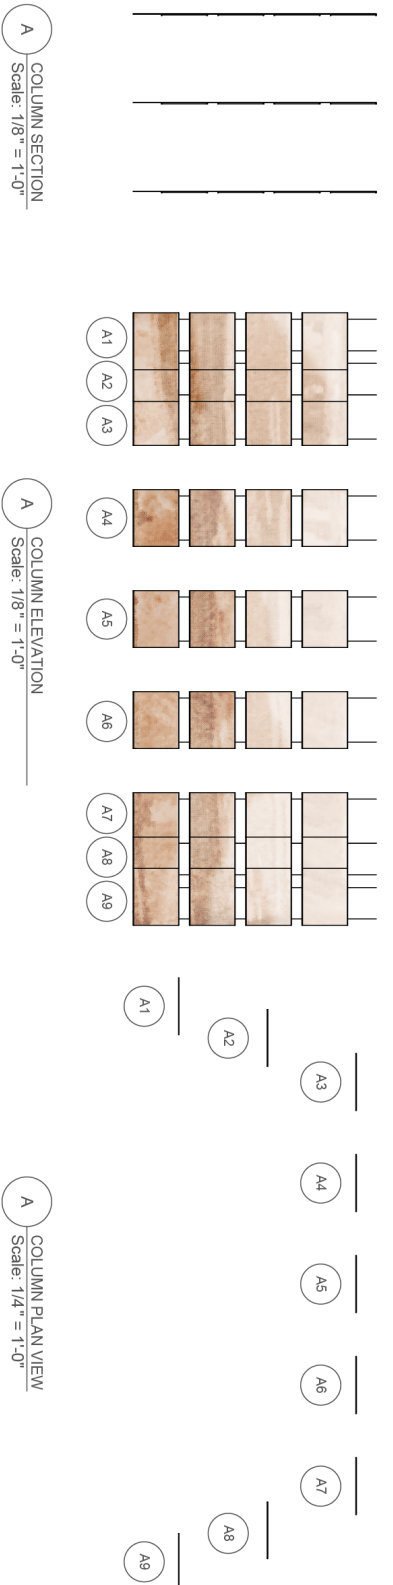 A
COLUMN SECTION
Scale: 1/8" = 1'-0"
A1
A2
A3
A4
A5
A6
A7
A8
A9
A
COLUMN ELEVATION
Scale: 1/8" = 1'-0"
A1
A2
A3
A4
A5
A6
A7
A8
A9
A
COLUMN PLAN VIEW
Scale: 1/4" = 1'-0"